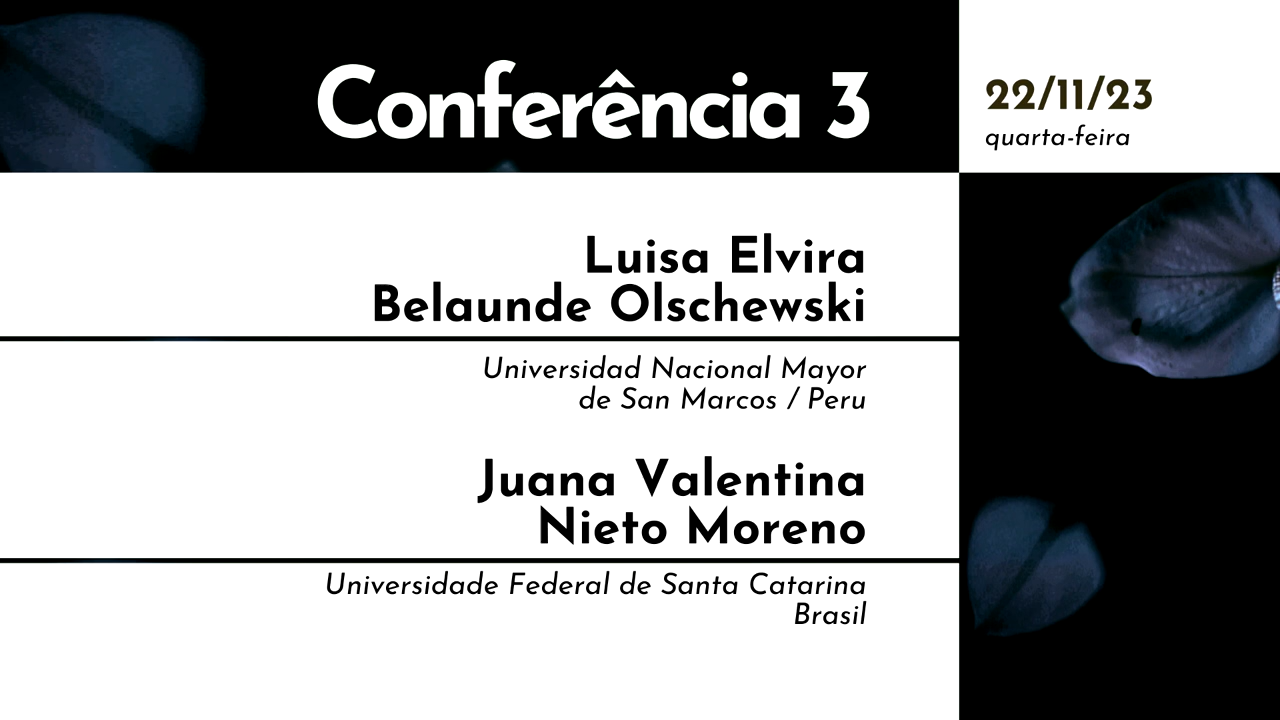 Conferência 3
22/11/23
quarta-feira
Luisa Elvira
Belaunde Olschewski
Universidad Nacional Mayor
de San Marcos / Peru
Juana Valentina
Nieto Moreno
Universidade Federal de Santa Catarina
Brasil